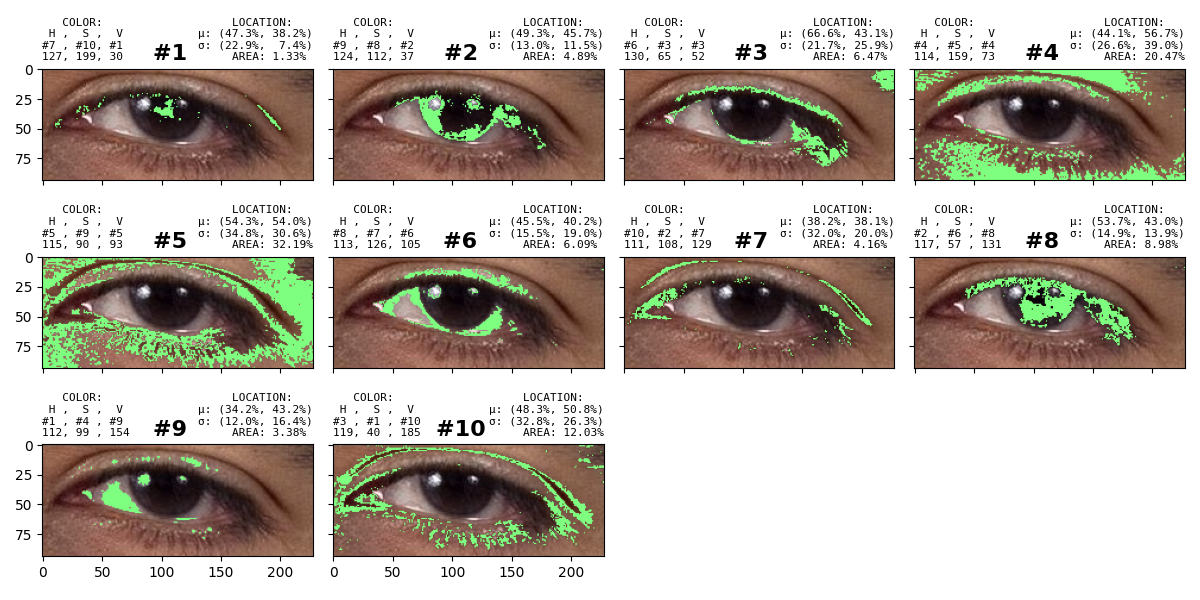 COLOR: LOCATION: COLOR: LOCATION: COLOR: LOCATION: COLOR: LOCATION:
H , S , V μ: (47.3%, 38.2%) H , S , V μ: (49.3%, 45.7%) H , S , V μ: (66.6%, 43.1%) H , S , V μ: (44.1%, 56.7%)
#7 , #10, #1 #1 σ: (22.9%, 7.4%) #9 , #8 , #2 #2 σ: (13.0%, 11.5%) #6 , #3 , #3 #3 σ: (21.7%, 25.9%) #4 , #5 , #4 #4 σ: (26.6%, 39.0%)
127, 199, 30 AREA: 1.33% 124, 112, 37 AREA: 4.89% 130, 65 , 52 AREA: 6.47% 114, 159, 73 AREA: 20.47%
0
25
50
75
COLOR: LOCATION: COLOR: LOCATION: COLOR: LOCATION: COLOR: LOCATION:
H , S , V μ: (54.3%, 54.0%) H , S , V μ: (45.5%, 40.2%) H , S , V μ: (38.2%, 38.1%) H , S , V μ: (53.7%, 43.0%)
#5 , #9 , #5 #5 σ: (34.8%, 30.6%) #8 , #7 , #6 #6 σ: (15.5%, 19.0%) #10, #2 , #7 #7 σ: (32.0%, 20.0%) #2 , #6 , #8 #8 σ: (14.9%, 13.9%)
115, 90 , 93 AREA: 32.19% 113, 126, 105 AREA: 6.09% 111, 108, 129 AREA: 4.16% 117, 57 , 131 AREA: 8.98%
0
25
50
75
COLOR: LOCATION: COLOR: LOCATION:
H , S , V μ: (34.2%, 43.2%) H , S , V μ: (48.3%, 50.8%)
#1 , #4 , #9 #9 σ: (12.0%, 16.4%) #3 , #1 , #10 #10 σ: (32.8%, 26.3%)
112, 99 , 154 AREA: 3.38% 119, 40 , 185 AREA: 12.03%
0
25
50
75
0 50 100 150 200 0 50 100 150 200